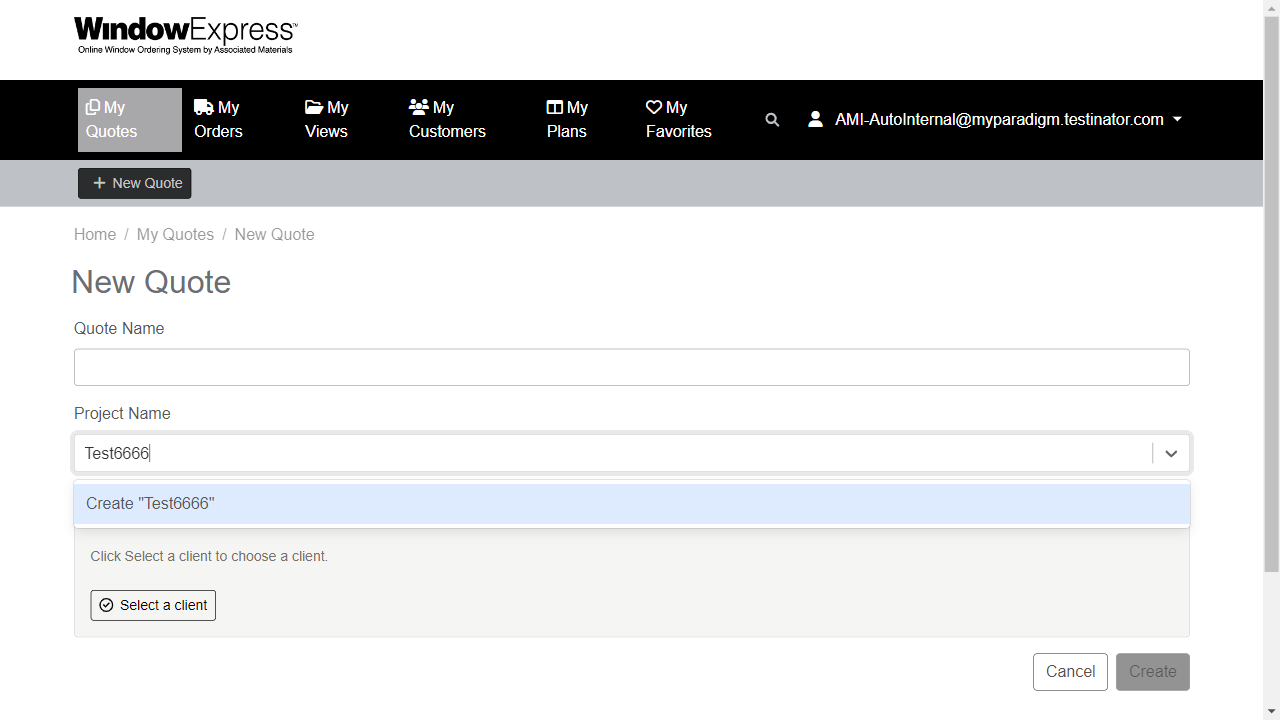 WindowExpress™
Online Window Ordering System by Associated Materials
My Quotes
My Orders
My Views
My Customers
My Plans
My Favorites
AMI-AutoInternal@myparadigm.testinator.com
New Quote
Home / My Quotes / New Quote
New Quote
Quote Name
Project Name
Test6666
Create "Test6666"
Click Select a client to choose a client.
Select a client
Cancel
Create